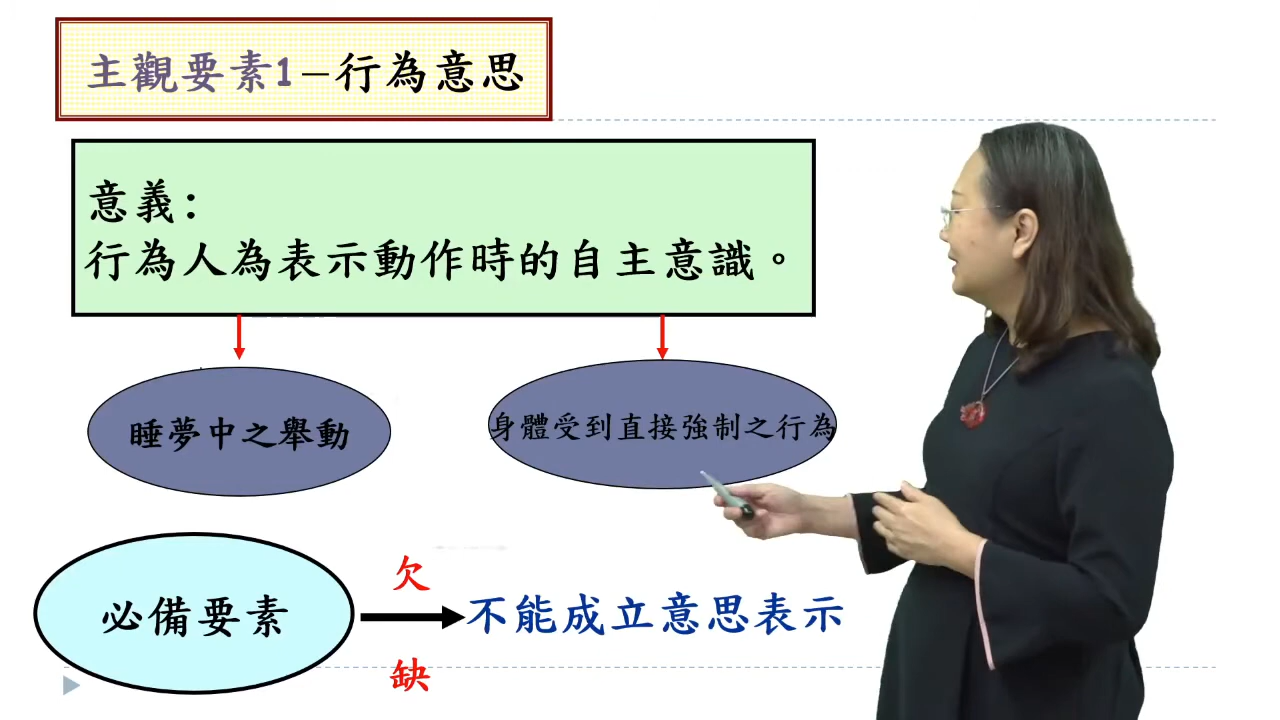 主觀要素1–行為意思
意義：
行為人為表示動作時的自主意識。
睡夢中之舉動
身體受到直接強制之行為
必備要素
欠
缺
不能成立意思表示